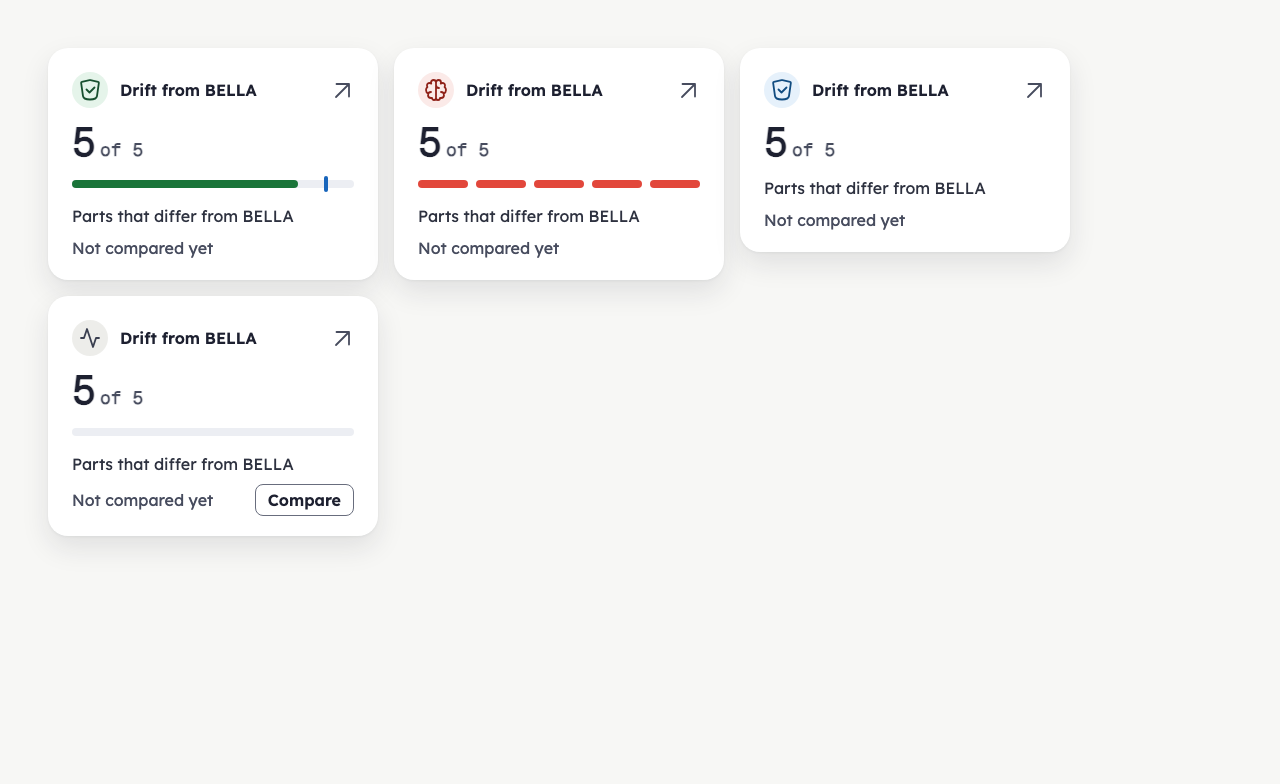 Drift from BELLA
5 of 5
Parts that differ from BELLA
Not compared yet
Drift from BELLA
5 of 5
Parts that differ from BELLA
Not compared yet
Drift from BELLA
5 of 5
Parts that differ from BELLA
Not compared yet
Drift from BELLA
5 of 5
Parts that differ from BELLA
Not compared yet Compare